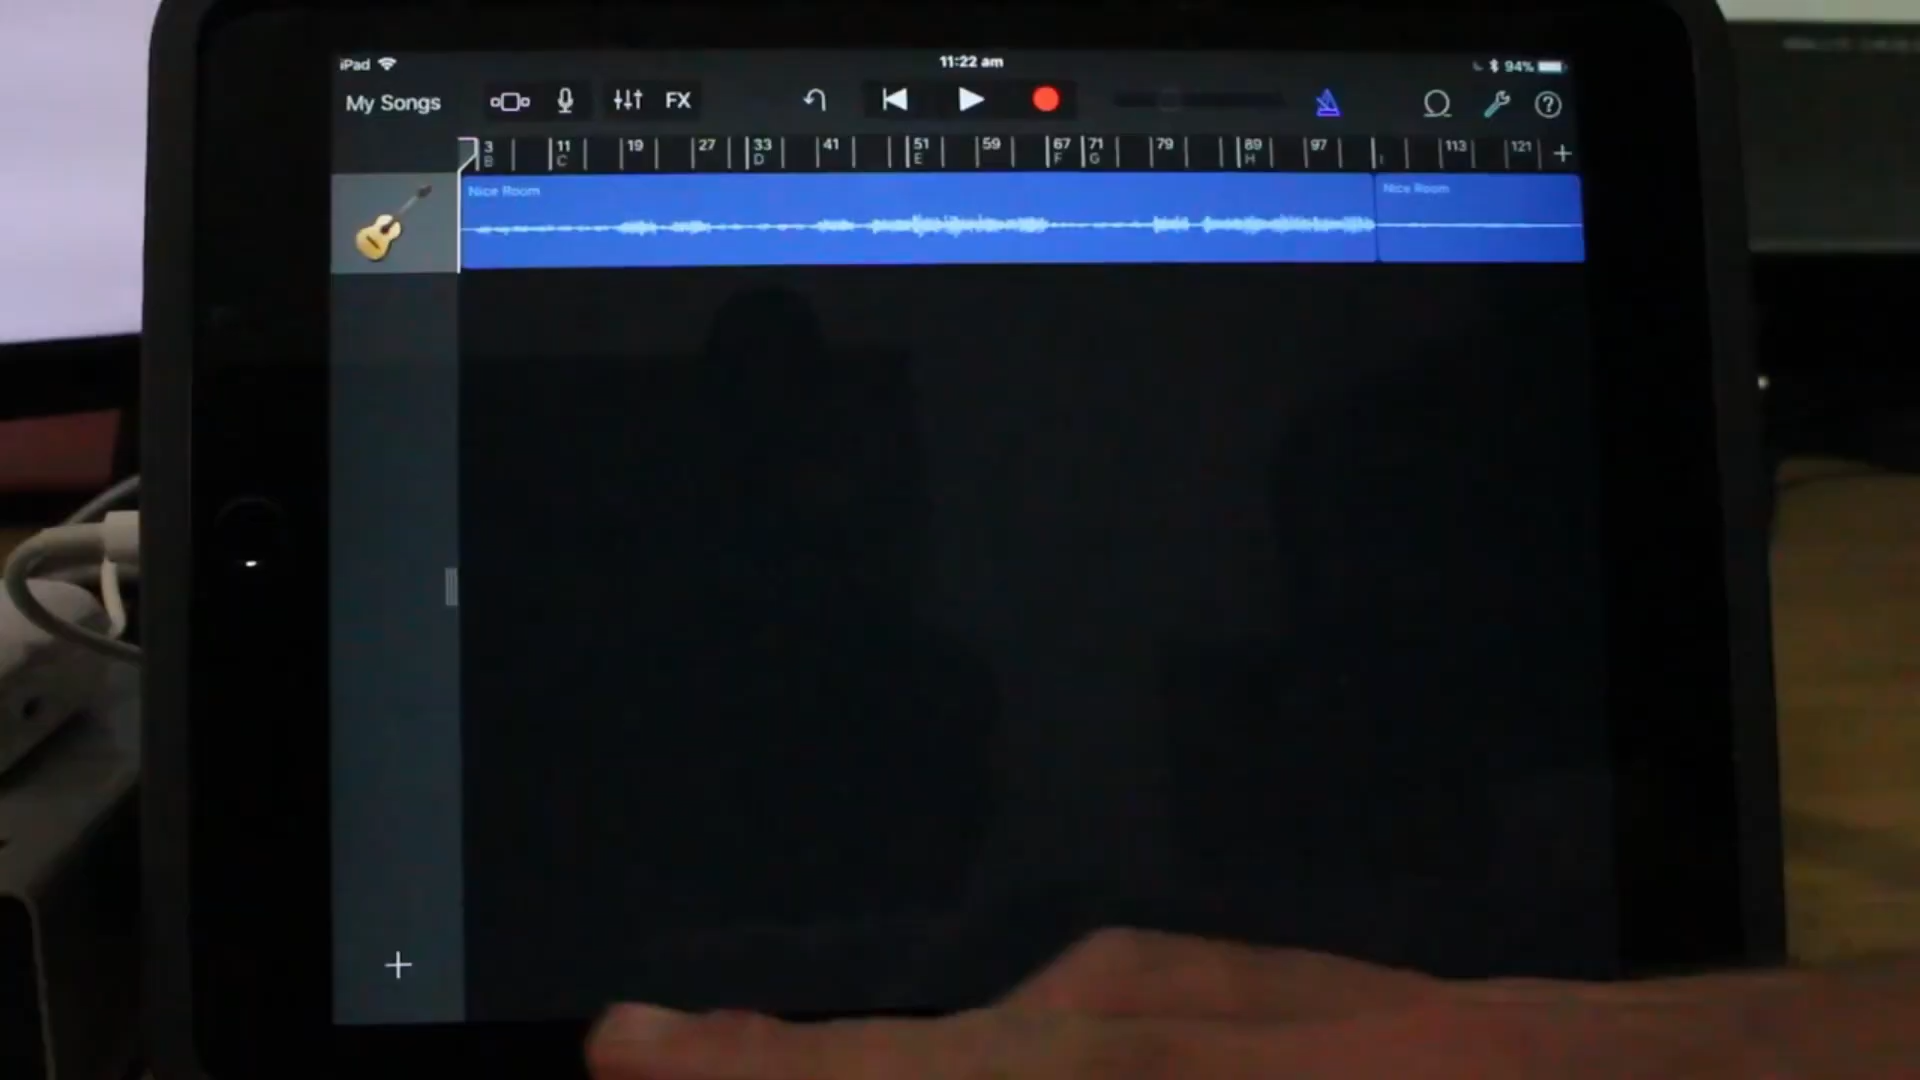 iPad 11:22 am 94%
My Songs FX
3 11 19 27 33 41 51 59 67 71 79 89 97 113 121
B C D E F G H I
Nice Room Nice Room